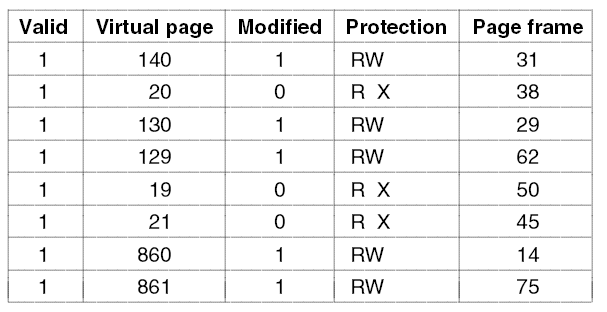 Valid Virtual page Modified Protection Page frame
1 140 1 RW 31
1 20 0 R X 38
1 130 1 RW 29
1 129 1 RW 62
1 19 0 R X 50
1 21 0 R X 45
1 860 1 RW 14
1 861 1 RW 75